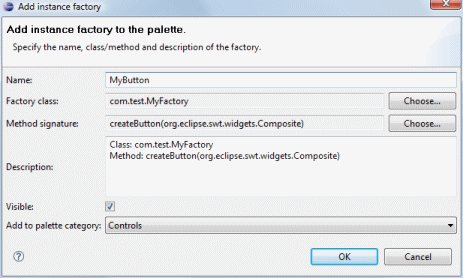 Add instance factory
Add instance factory to the palette.
Specify the name, class/method and description of the factory.
Name: MyButton
Factory class: com.test.MyFactory Choose...
Method signature: createButton(org.eclipse.swt.widgets.Composite) Choose...
Description: Class: com.test.MyFactory
Method: createButton(org.eclipse.swt.widgets.Composite)
Visible:
Add to palette category: Controls
? OK Cancel